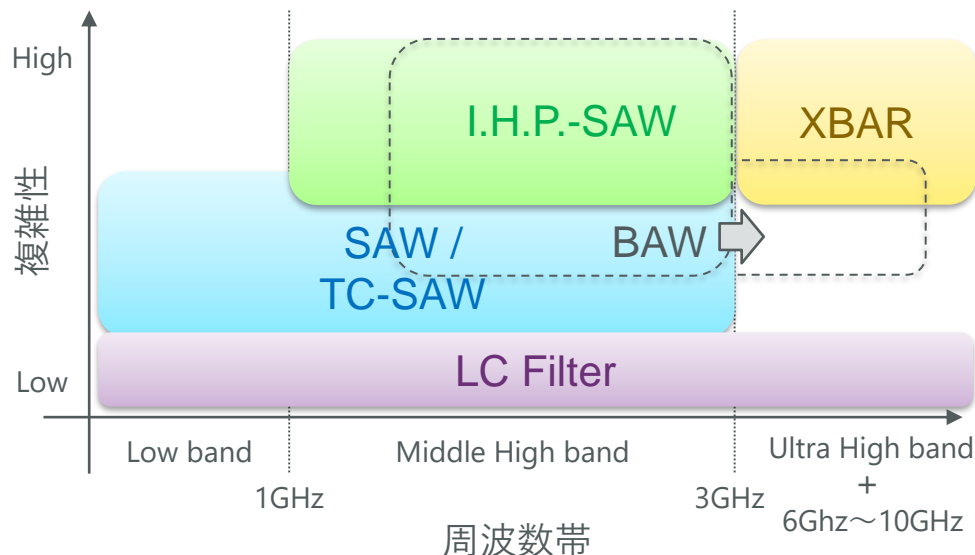 High
複雑性
Low
I.H.P.-SAW
XBAR
SAW /
TC-SAW
BAW
LC Filter
Low band
Middle High band
Ultra High band
+
6Ghz～10GHz
1GHz
3GHz
周波数帯